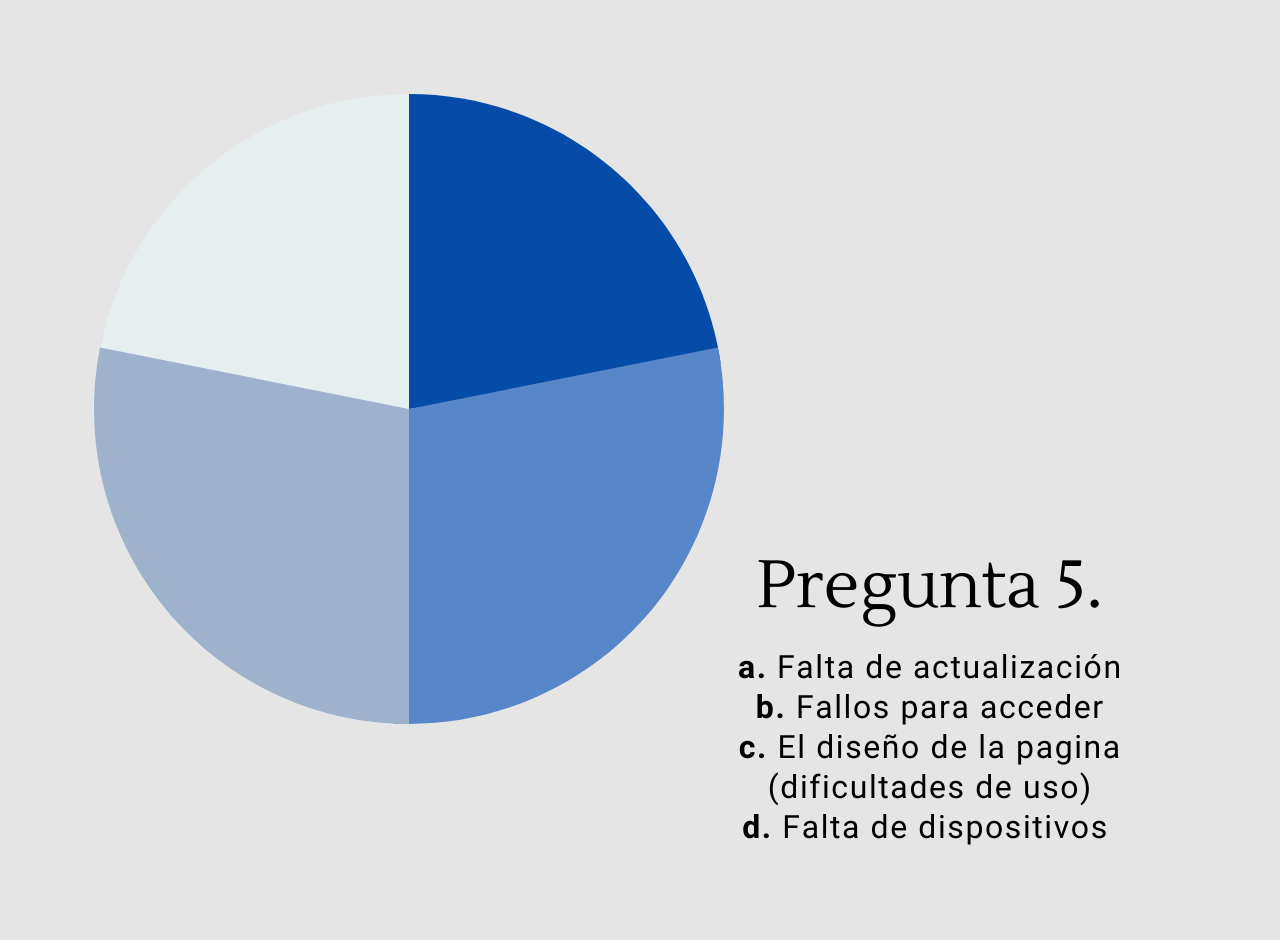 Pregunta 5.
a. Falta de actualización
b. Fallos para acceder
c. El diseño de la pagina
(dificultades de uso)
d. Falta de dispositivos